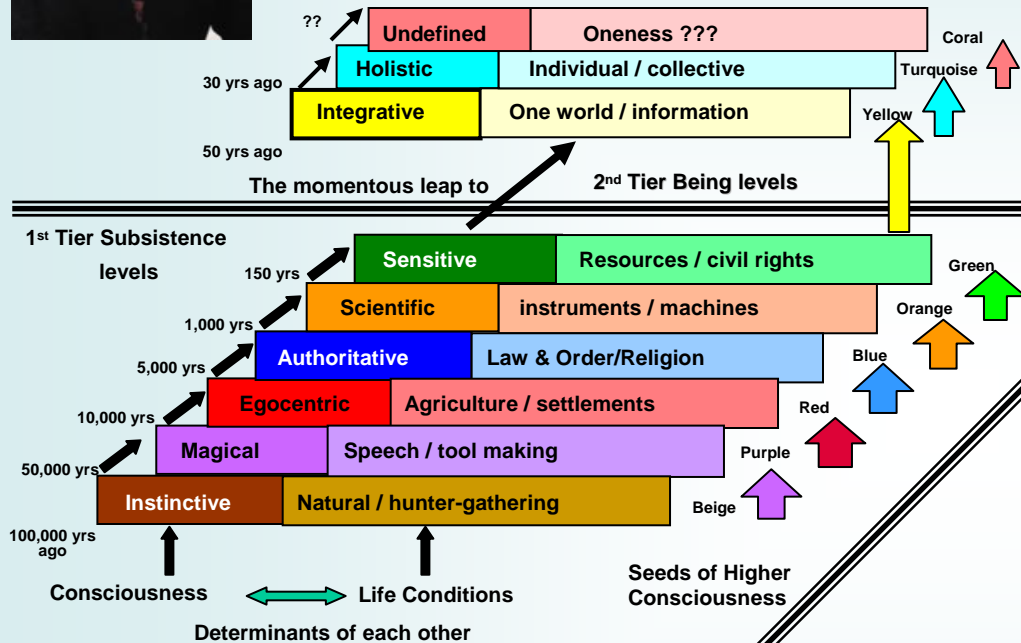 ??
Undefined
Oneness ???
Coral
Holistic
Individual / collective
Turquoise
30 yrs ago
Integrative
One world / information
Yellow
50 yrs ago
The momentous leap to
2nd Tier Being levels
1st Tier Subsistence
levels
150 yrs
Sensitive
Resources / civil rights
Green
1,000 yrs
Scientific
instruments / machines
Orange
5,000 yrs
Authoritative
Law & Order/Religion
Blue
10,000 yrs
Egocentric
Agriculture / settlements
Red
50,000 yrs
Magical
Speech / tool making
Purple
100,000 yrs
ago
Instinctive
Natural / hunter-gathering
Beige
Consciousness
Life Conditions
Determinants of each other
Seeds of Higher
Consciousness